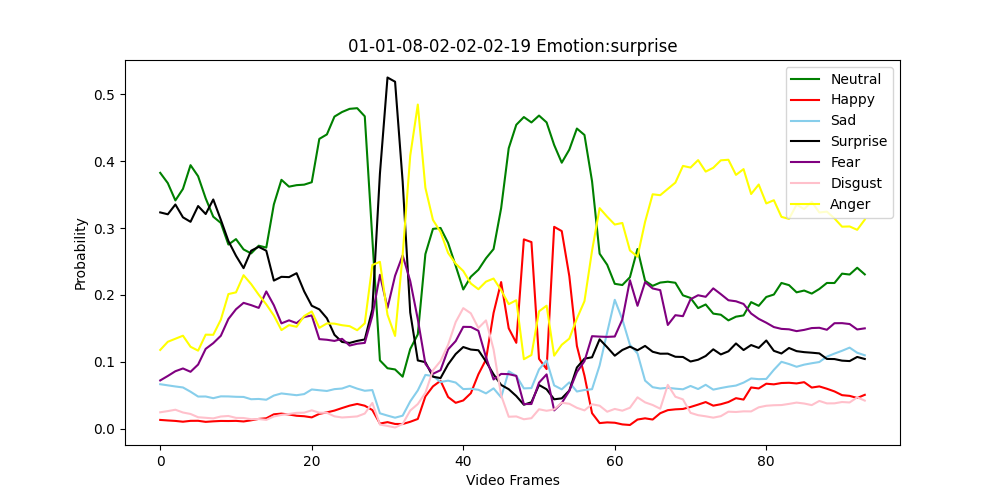 01-01-08-02-02-02-19 Emotion:surprise
Probability
0.5
0.4
0.3
0.2
0.1
0.0
0 20 40 60 80
Video Frames
Neutral
Happy
Sad
Surprise
Fear
Disgust
Anger